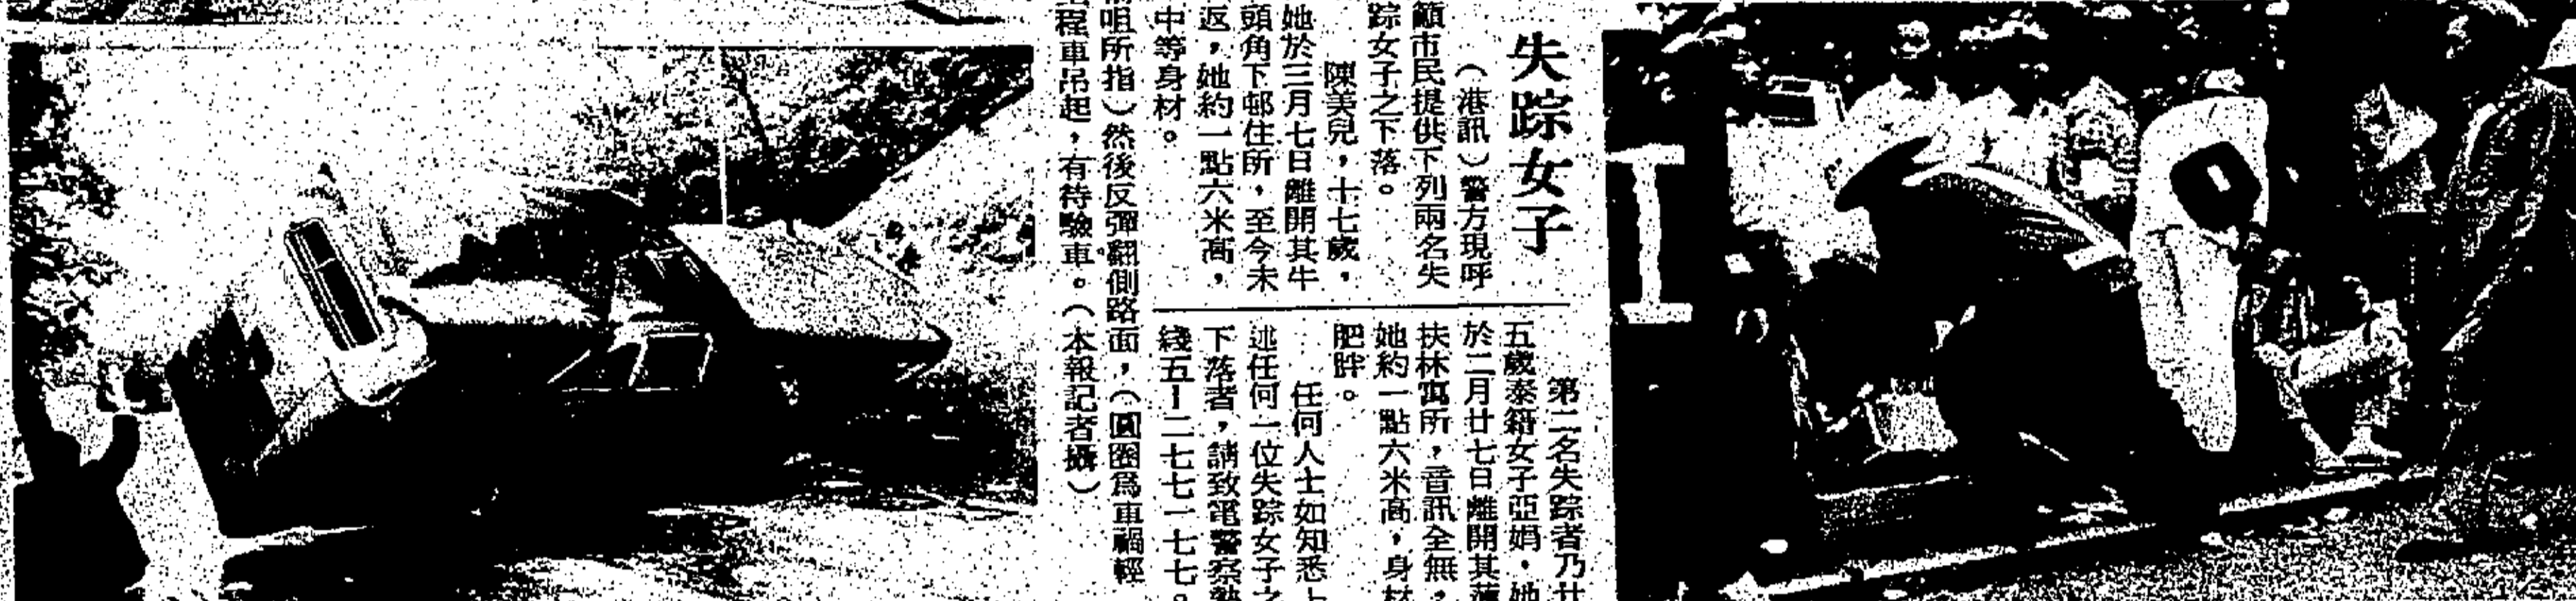 失踪女子
（港訊）警方現呼
籲市民提供下列兩名失
踪女子之下落。
陳美兒，十七歲，
她於三月七日離開其牛
頭角下邨住所，至今未
返，她約一點六米高，
中等身材。
第二名失踪者乃廿
五歲泰籍女子亞娟，她
於二月廿七日離開其薄
扶林寓所，音訊全無，
她約一點六米高，身材
肥胖。
任何人士如知悉上
述任何一位失踪女子之
下落者，請致電警察熱
綫五－二七七一七七。
咀所指）然後反彈翻側路面，（圓圈爲車禍輕
程車吊起，有待驗車。（本報記者攝）